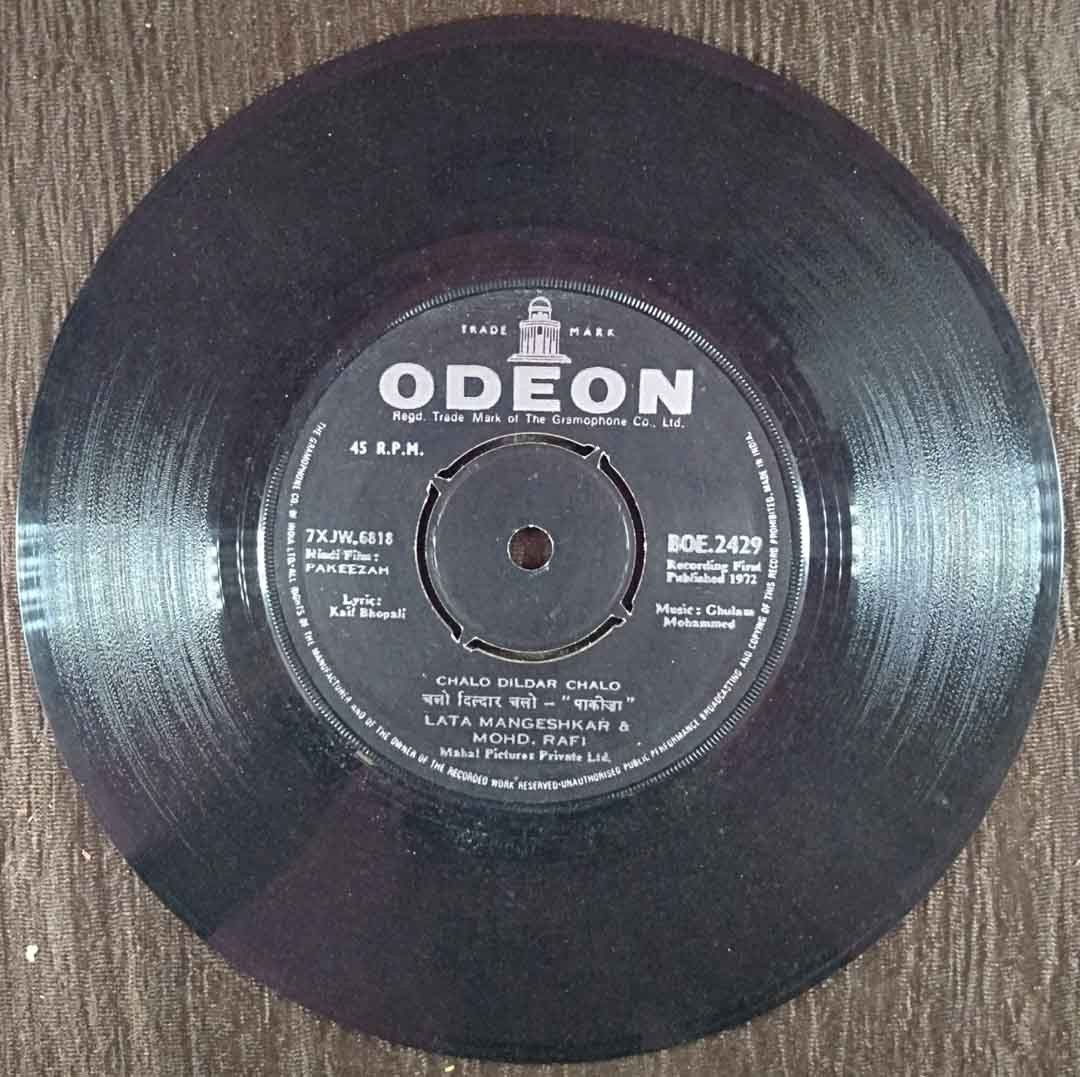 TRADE MARK
ODEON
Regd. Trade Mark of The Gramophone Co., Ltd.
45 R.P.M.
7XJW.6818
Hindi Film :
PAKEEZAH
Lyric:
Kaif Bhopali
BOE.2429
Recording First
Published 1972
Music : Ghulam
Mohammed
CHALO DILDAR CHALO
चलो दिल्दार चलो - "पाकीज़ा"
LATA MANGESHKAR &
MOHD. RAFI
Mahal Pictures Private Ltd.
THE GRAMOPHONE CO. OF INDIA LTD. ALL RIGHTS OF THE MANUFACTURER AND OF THE OWNER OF THE RECORDED WORK RESERVED·UNAUTHORISED PUBLIC PERFORMANCE BROADCASTING AND COPYING OF THIS RECORD PROHIBITED. MADE IN INDIA.